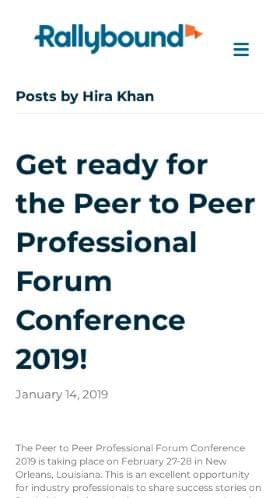 Rallybound
Posts by Hira Khan
Get ready for
the Peer to Peer
Professional
Forum
Conference
2019!
January 14, 2019
The Peer to Peer Professional Forum Conference
2019 is taking place on February 27-28 in New
Orleans, Louisiana. This is an excellent opportunity
for industry professionals to share success stories on